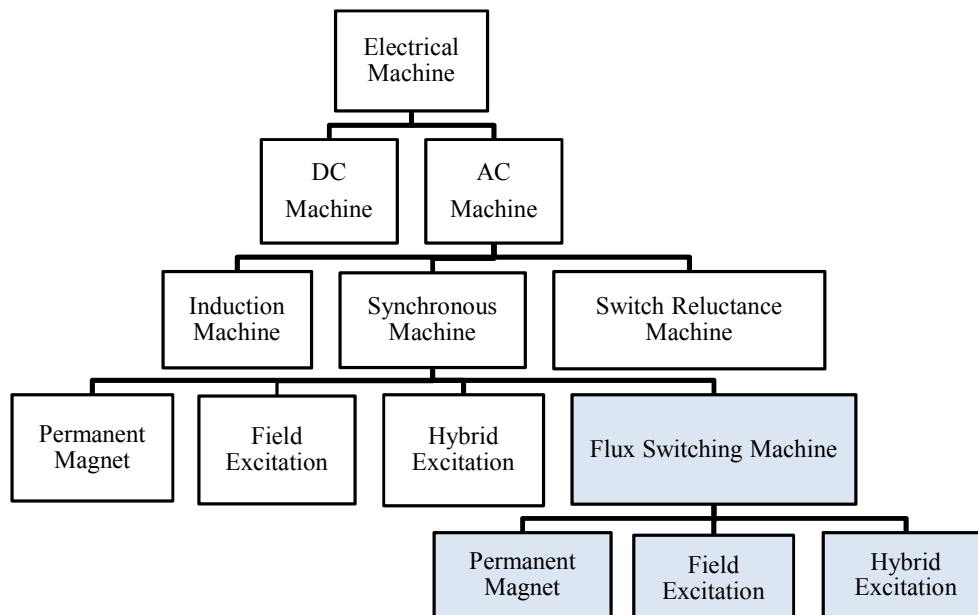 Electrical
Machine
DC
Machine
AC
Machine
Induction
Machine
Synchronous
Machine
Switch Reluctance
Machine
Permanent
Magnet
Field
Excitation
Hybrid
Excitation
Flux Switching Machine
Permanent
Magnet
Field
Excitation
Hybrid
Excitation